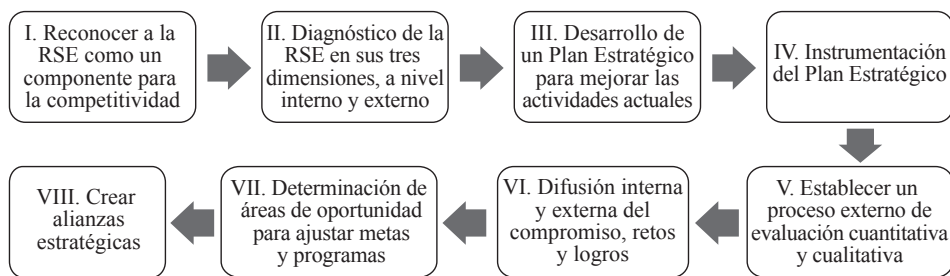 I. Reconocer a la
RSE como un
componente para
la competitividad
II. Diagnóstico de la
RSE en sus tres
dimensiones, a nivel
interno y externo
III. Desarrollo de
un Plan Estratégico
para mejorar las
actividades actuales
IV. Instrumentación
del Plan Estratégico
V. Establecer un
proceso externo de
evaluación cuantitativa
y cualitativa
VI. Difusión interna
y externa del
compromiso, retos
y logros
VII. Determinación de
áreas de oportunidad
para ajustar metas
y programas
VIII. Crear
alianzas
estratégicas